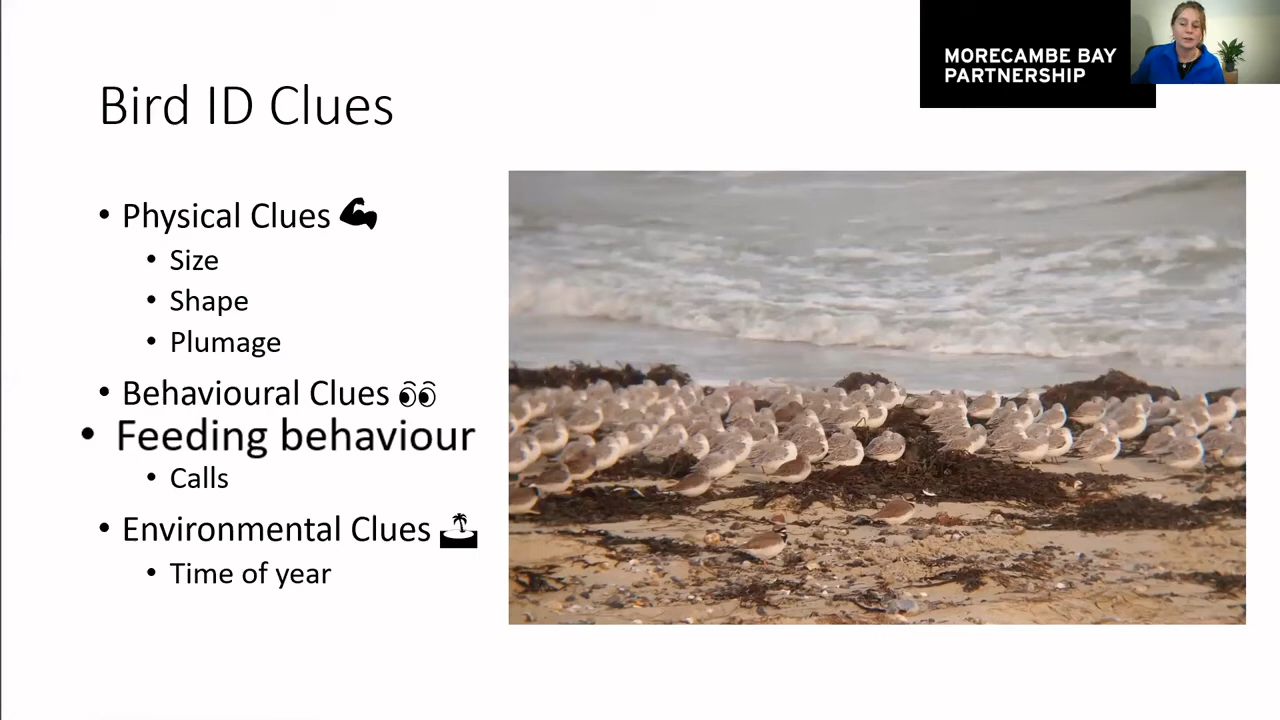 MORECAMBE BAY
PARTNERSHIP
Bird ID Clues
• Physical Clues
• Size
• Shape
• Plumage
• Behavioural Clues
• Feeding behaviour
• Calls
• Environmental Clues
• Time of year